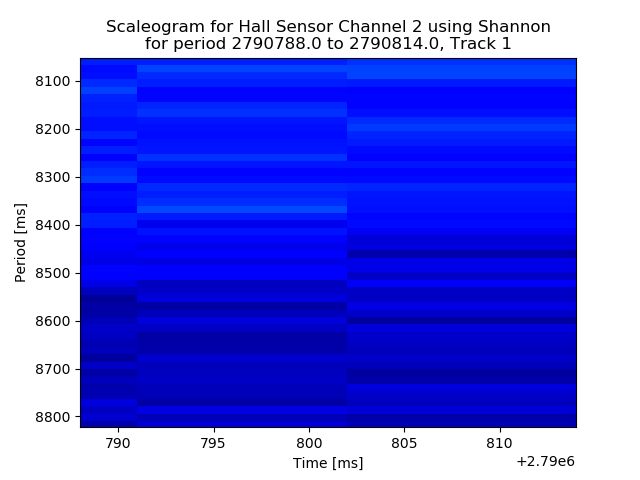 Scaleogram for Hall Sensor Channel 2 using Shannon
for period 2790788.0 to 2790814.0, Track 1
8100
8200
8300
8400
8500
8600
8700
8800
Period [ms]
790 795 800 805 810
Time [ms]
+2.79e6